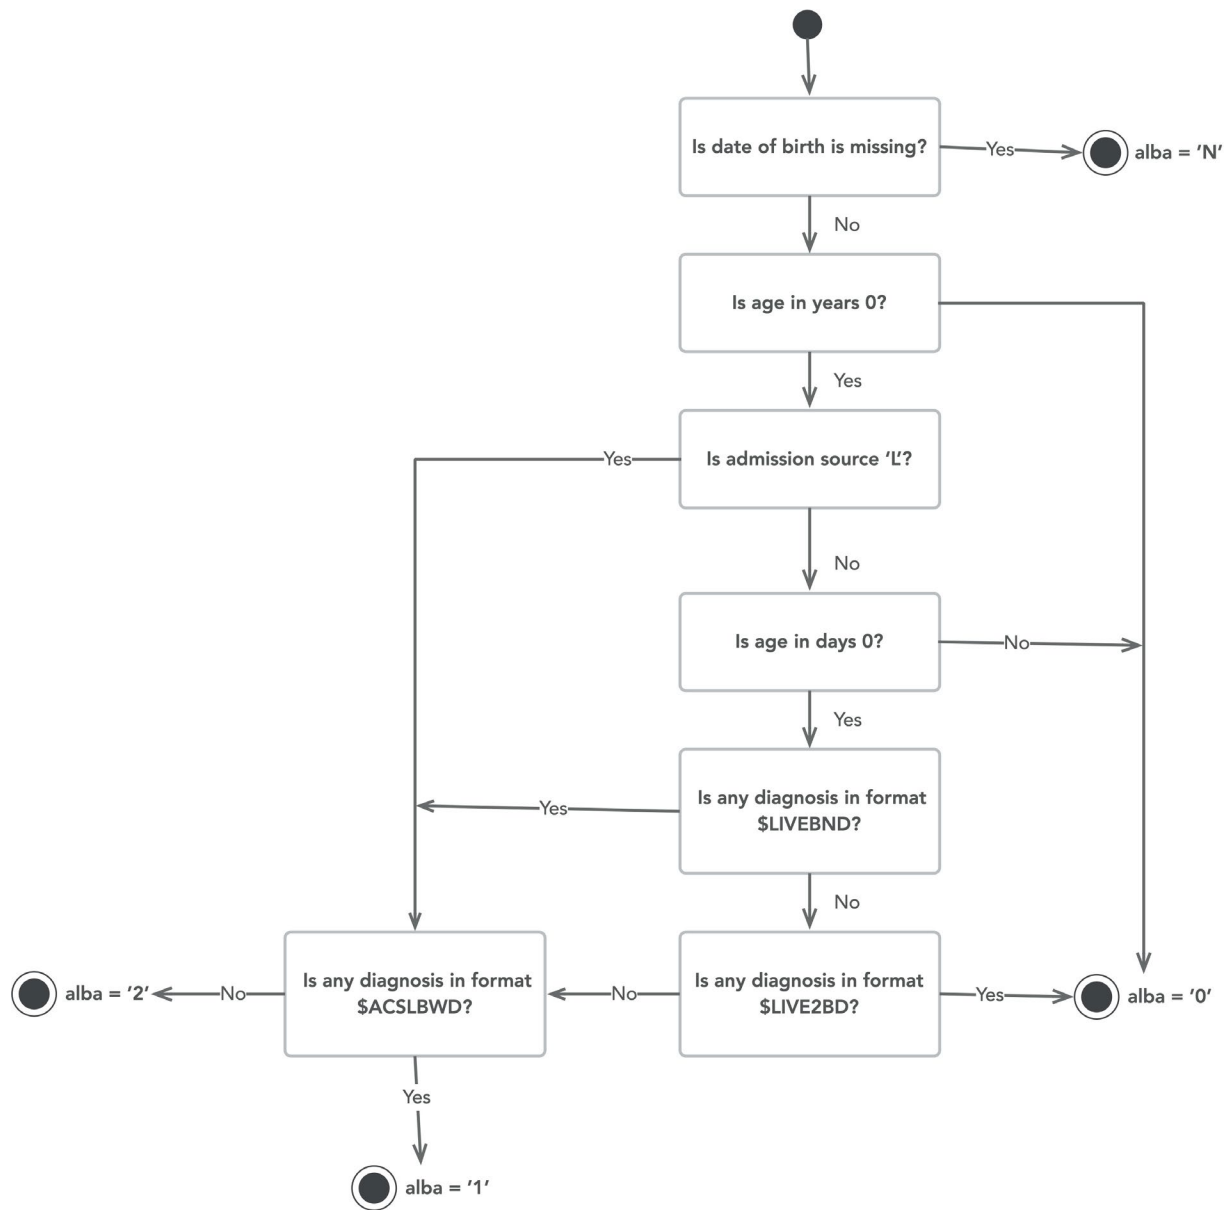 Is date of birth is missing?
Yes
alba = 'N'
No
Is age in years 0?
Yes
Is admission source ‘L’?
Yes
No
Is age in days 0?
No
Yes
Is any diagnosis in format
$LIVEBND?
Yes
No
Is any diagnosis in format
$LIVE2BD?
Yes
alba = '0'
No
Is any diagnosis in format
$ACSLBWD?
No
alba = '2'
Yes
alba = '1'